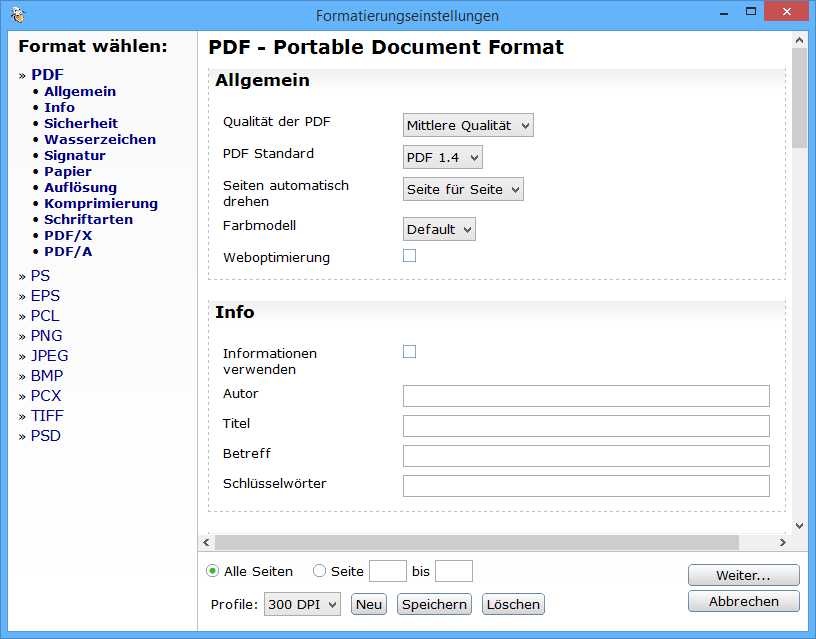 Formatierungseinstellungen
Format wählen:
» PDF
• Allgemein
• Info
• Sicherheit
• Wasserzeichen
• Signatur
• Papier
• Auflösung
• Komprimierung
• Schriftarten
• PDF/X
• PDF/A
» PS
» EPS
» PCL
» PNG
» JPEG
» BMP
» PCX
» TIFF
» PSD
PDF - Portable Document Format
Allgemein
Qualität der PDF Mittlere Qualität
PDF Standard PDF 1.4
Seiten automatisch
drehen
Seite für Seite
Farbmodell Default
Weboptimierung
Info
Informationen
verwenden
Autor
Titel
Betreff
Schlüsselwörter
Alle Seiten Seite bis
Profile: 300 DPI Neu Speichern Löschen
Weiter...
Abbrechen